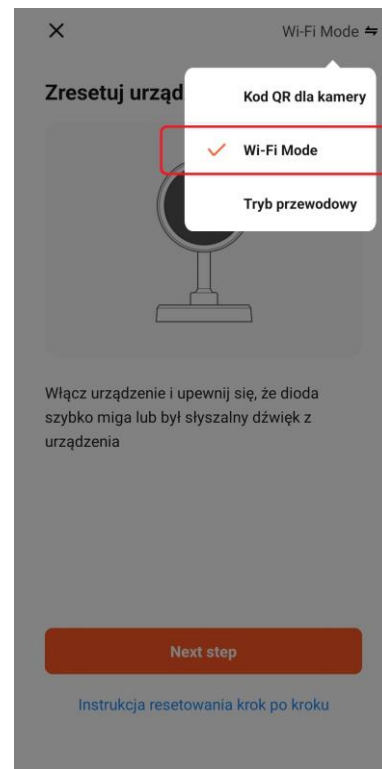 Wi-Fi Mode
Zresetuj urząd
Kod QR dla kamery
Wi-Fi Mode
Tryb przewodowy
Włącz urządzenie i upewnij się, że dioda
szybko miga lub był słyszalny dźwięk z
urządzenia
Next step
Instrukcja resetowania krok po kroku